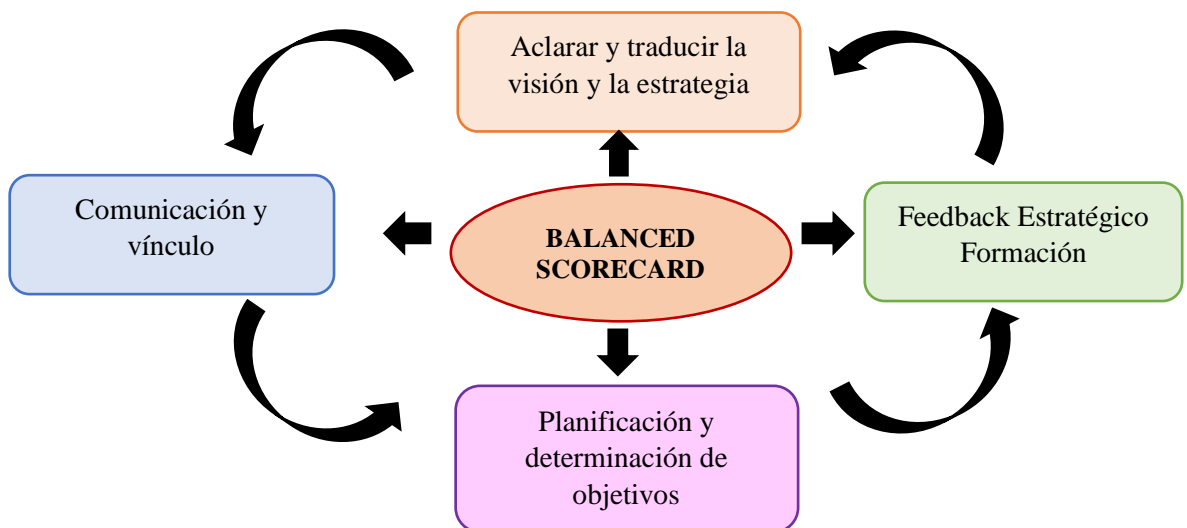 Aclarar y traducir la
visión y la estrategia
Comunicación y
vínculo
BALANCED
SCORECARD
Feedback Estratégico
Formación
Planificación y
determinación de
objetivos